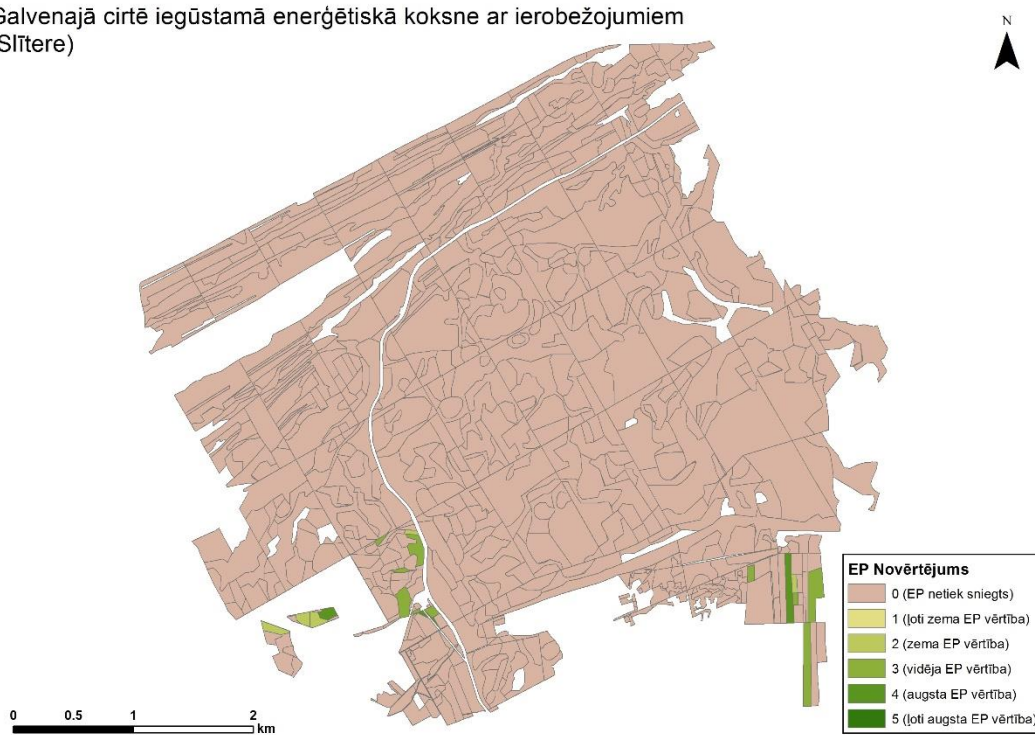 Galvenajā cirtē iegūstamā enerģētiskā koksne ar ierobežojumiem
(Slītere)
N
EP Novērtējums
0 (EP netiek sniegts)
1 (ļoti zema EP vērtība)
2 (zema EP vērtība)
3 (vidēja EP vērtība)
4 (augsta EP vērtība)
5 (ļoti augsta EP vērtība)
0 0.5 1 2
km